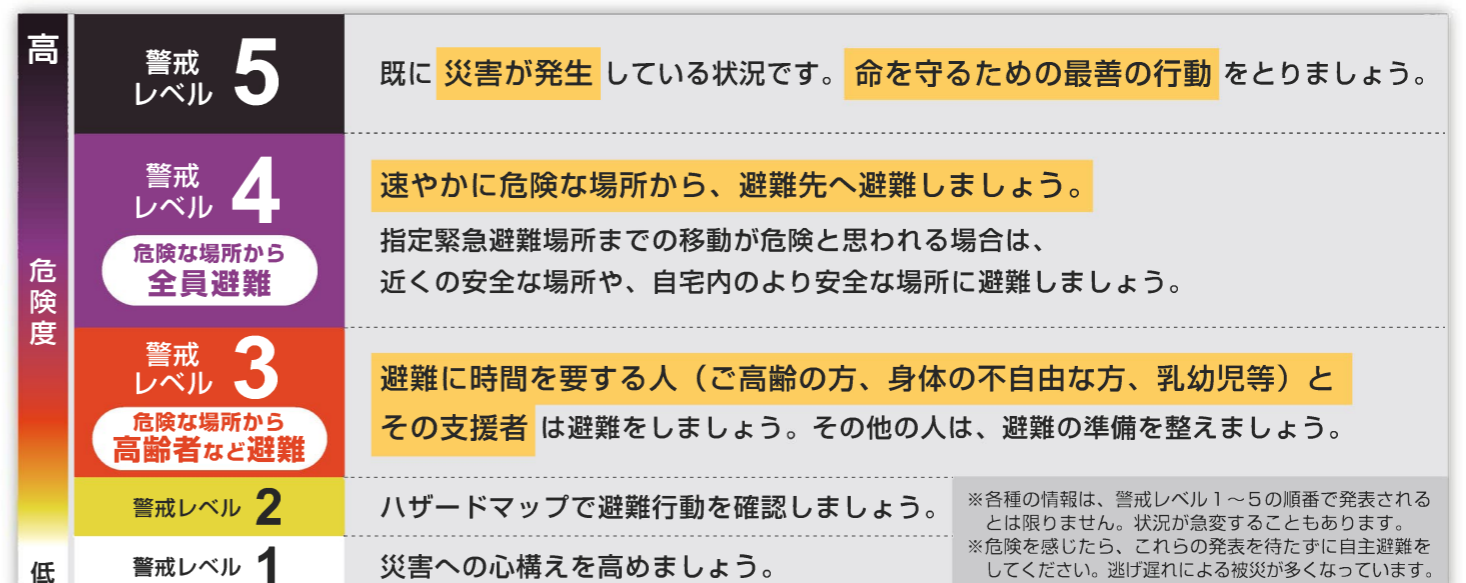 高
警戒
レベル 5
既に 災害が発生 している状況です。 命を守るための最善の行動 をとりましょう。
危険度
警戒
レベル 4
危険な場所から
全員避難
速やかに危険な場所から、避難先へ避難しましょう。
指定緊急避難場所までの移動が危険と思われる場合は、
近くの安全な場所や、自宅内のより安全な場所に避難しましょう。
警戒
レベル 3
危険な場所から
高齢者など避難
避難に時間を要する人（ご高齢の方、身体の不自由な方、乳幼児等）と
その支援者 は避難をしましょう。その他の人は、避難の準備を整えましょう。
警戒レベル 2
ハザードマップで避難行動を確認しましょう。
低
警戒レベル 1
災害への心構えを高めましょう。
※各種の情報は、警戒レベル１～５の順番で発表される
とは限りません。状況が急変することもあります。
※危険を感じたら、これらの発表を待たずに自主避難を
してください。逃げ遅れによる被災が多くなっています。